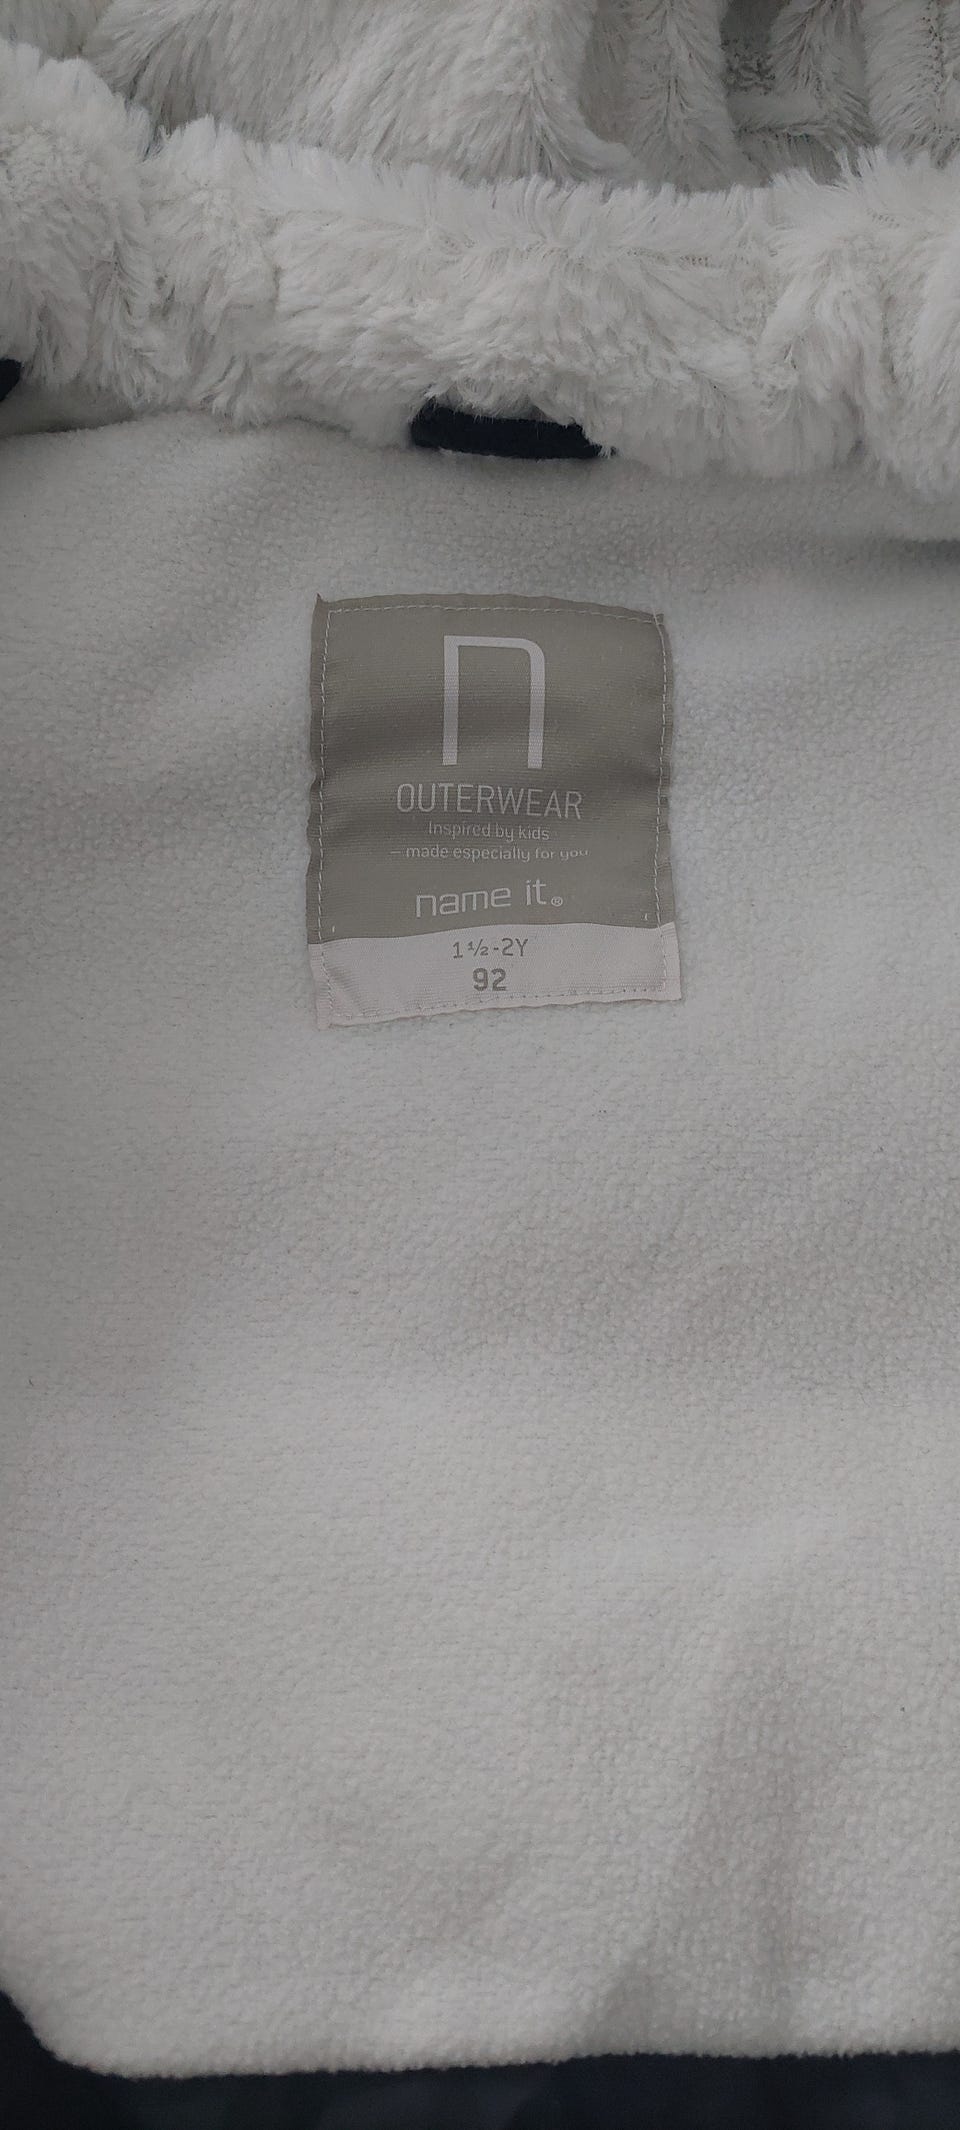 n
OUTERWEAR
Inspired by kids
– made especially for you
name it®
1½-2Y
92